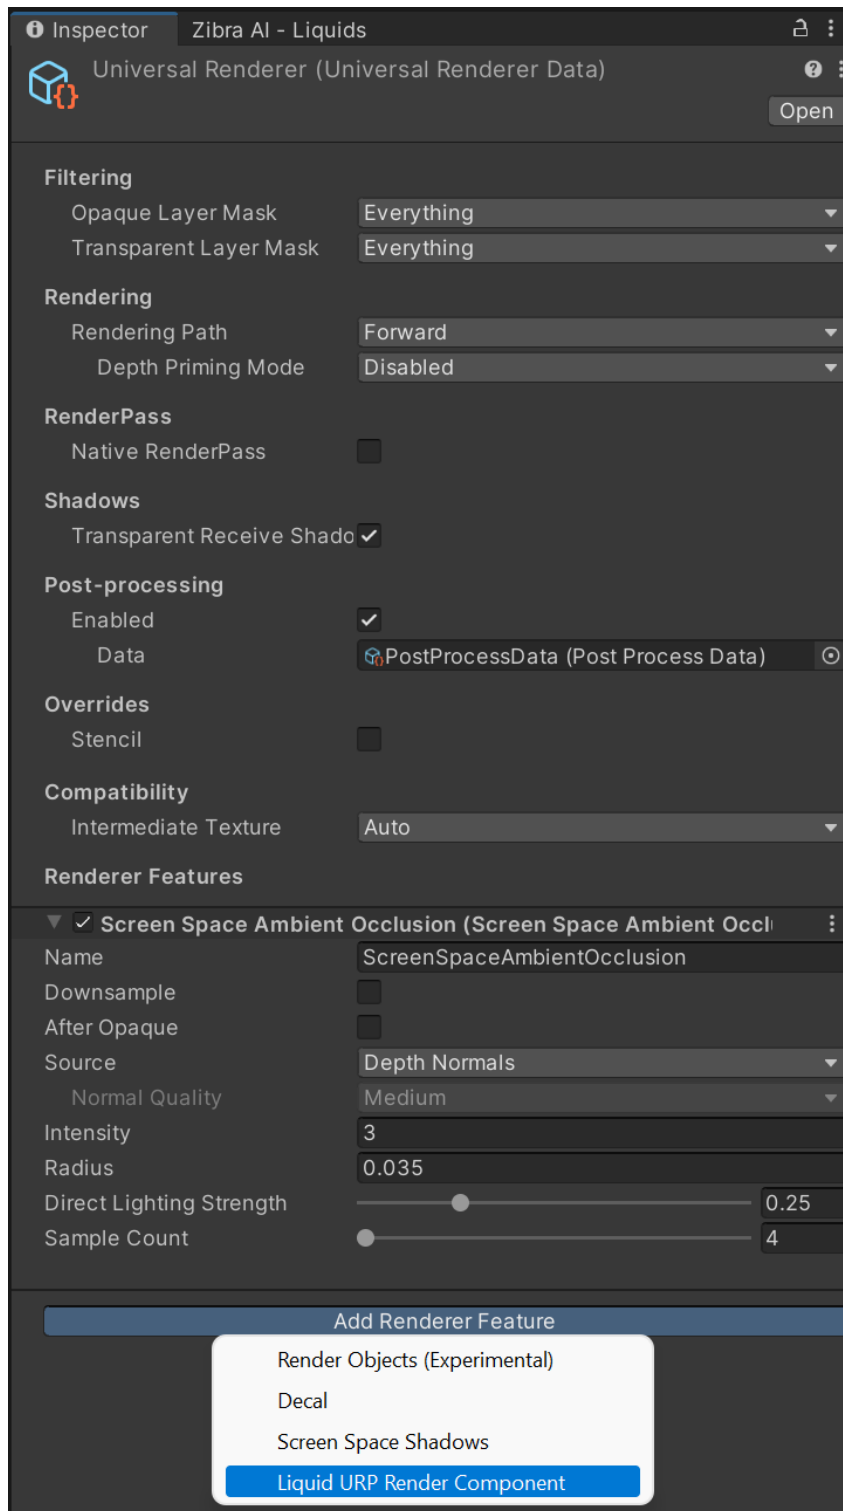 Inspector
Zibra AI - Liquids
Universal Renderer (Universal Renderer Data)
Open
Filtering
Opaque Layer Mask Everything
Transparent Layer Mask Everything
Rendering
Rendering Path Forward
Depth Priming Mode Disabled
RenderPass
Native RenderPass
Shadows
Transparent Receive Shado
Post-processing
Enabled
Data PostProcessData (Post Process Data)
Overrides
Stencil
Compatibility
Intermediate Texture Auto
Renderer Features
Screen Space Ambient Occlusion (Screen Space Ambient Occl
Name ScreenSpaceAmbientOcclusion
Downsample
After Opaque
Source Depth Normals
Normal Quality Medium
Intensity 3
Radius 0.035
Direct Lighting Strength 0.25
Sample Count 4
Add Renderer Feature
Render Objects (Experimental)
Decal
Screen Space Shadows
Liquid URP Render Component